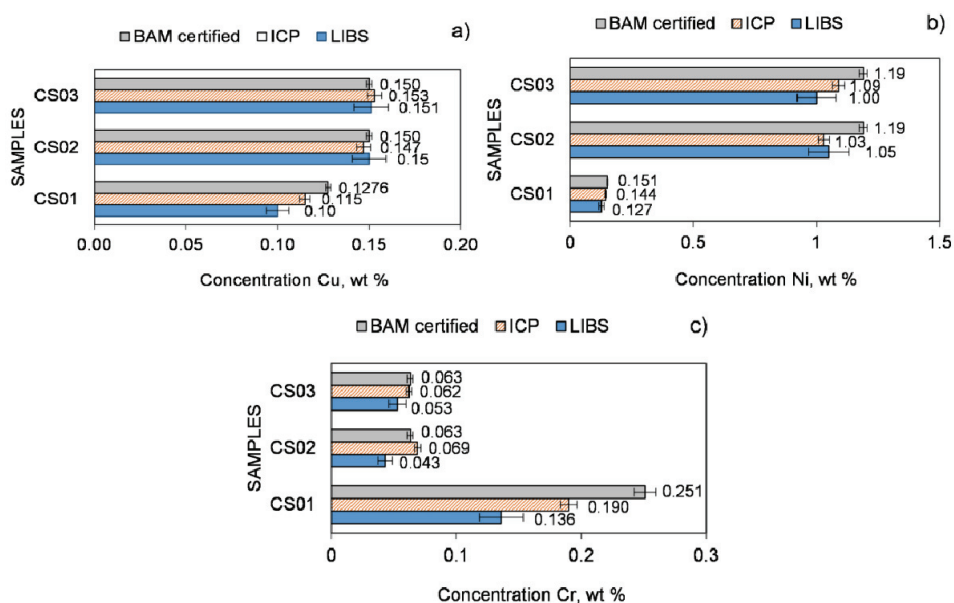 BAM certified ICP LIBS a)
SAMPLES
CS03
0.150
0.153
0.151
CS02
0.150
0.147
0.15
CS01
0.1276
0.115
0.10
0.00 0.05 0.10 0.15 0.20
Concentration Cu, wt %
BAM certified ICP LIBS b)
SAMPLES
CS03
1.19
1.09
1.00
CS02
1.19
1.03
1.05
CS01
0.151
0.144
0.127
0 0.5 1 1.5
Concentration Ni, wt %
c)
BAM certified ICP LIBS
SAMPLES
CS03
0.063
0.062
0.053
CS02
0.063
0.069
0.043
CS01
0.251
0.190
0.136
0 0.1 0.2 0.3
Concentration Cr, wt %